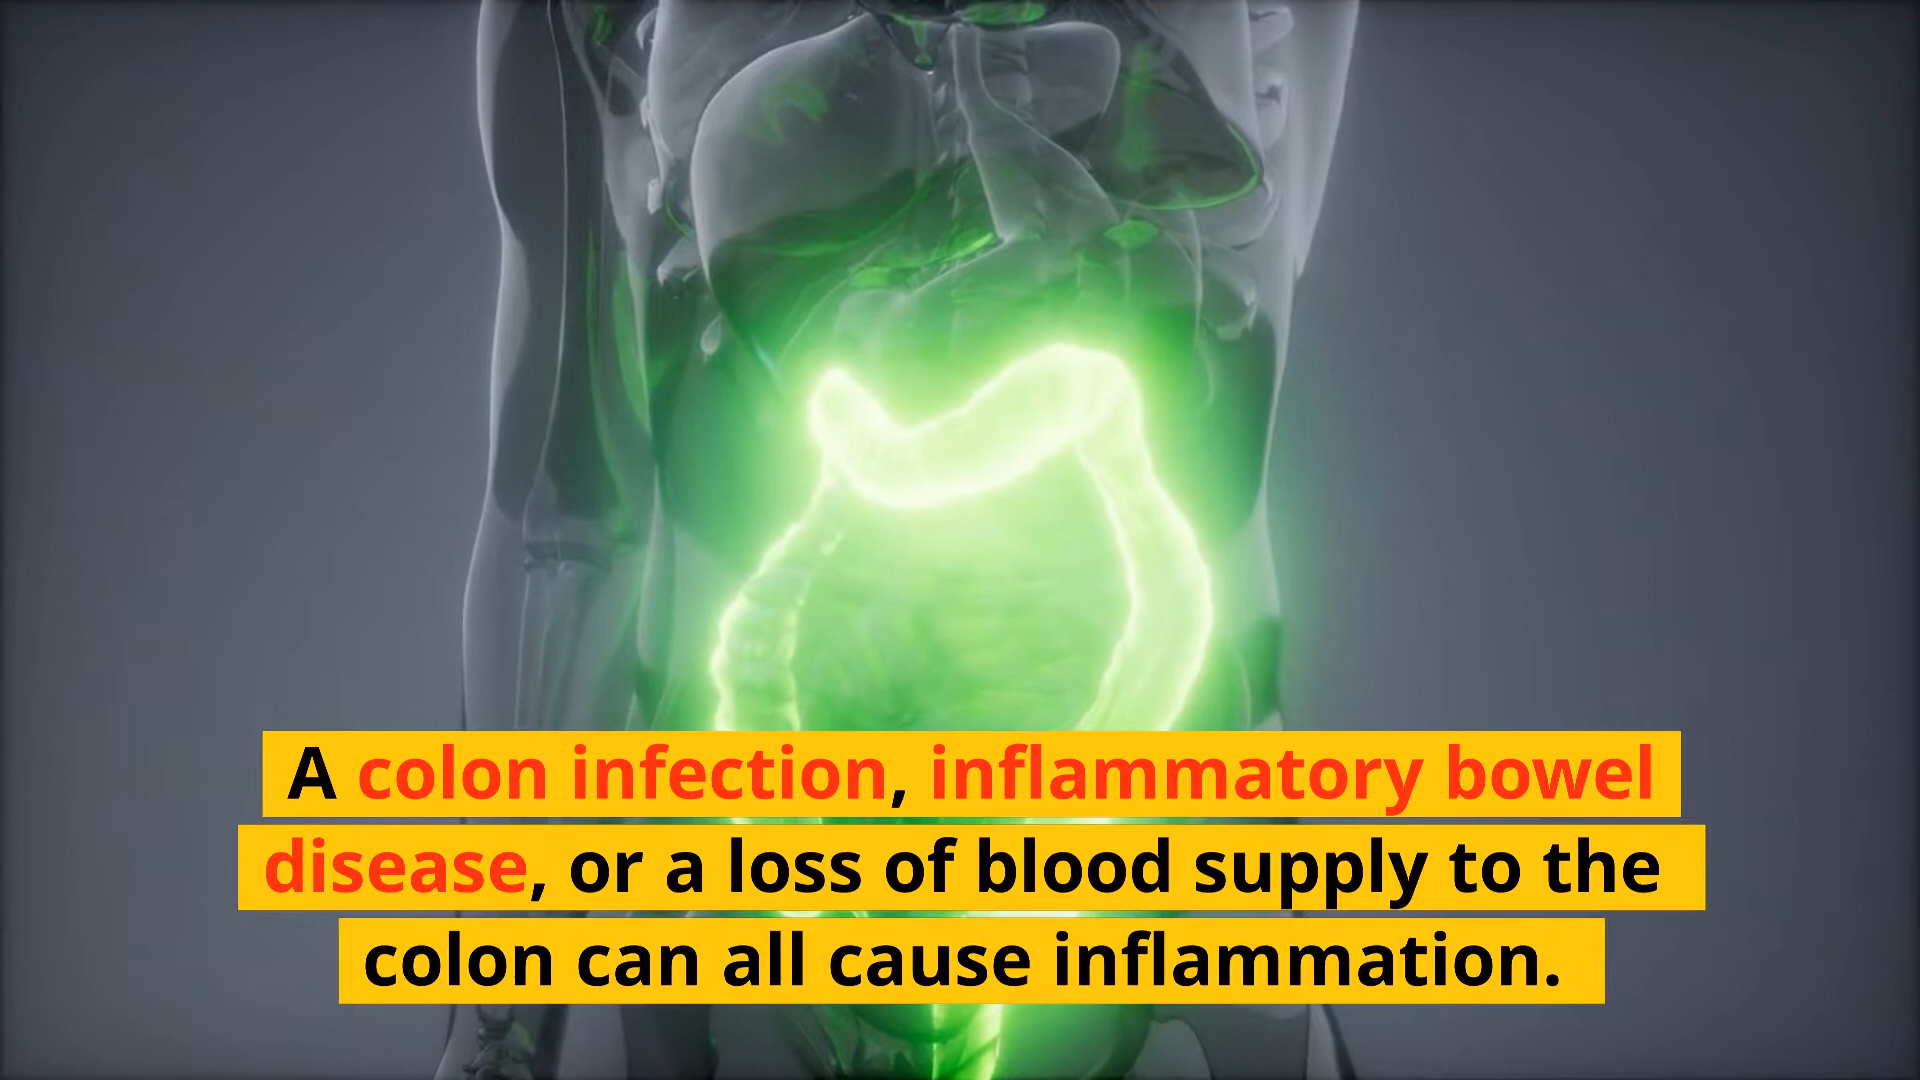 A colon infection, inflammatory bowel
disease, or a loss of blood supply to the
colon can all cause inflammation.